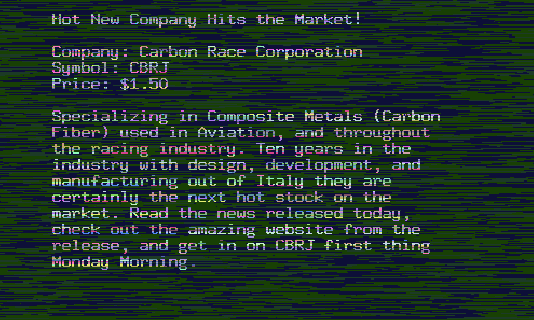 Hot New Company Hits the Market!
Company: Carbon Race Corporation
Symbol: CBRJ
Price: $1.50
Specializing in Composite Metals (Carbon
Fiber) used in Aviation, and throughout
the racing industry. Ten years in the
industry with design, development, and
manufacturing out of Italy they are
certainly the next hot stock on the
market. Read the news released today,
check out the amazing website from the
release, and get in on CBRJ first thing
Monday Morning.